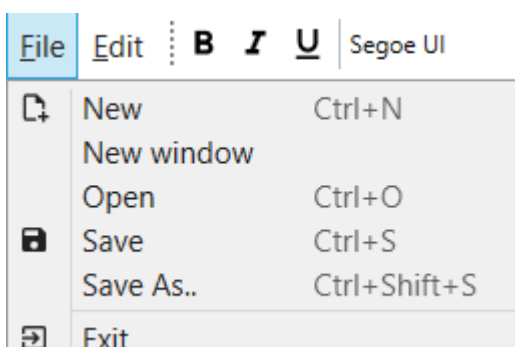 File Edit B I U Segoe UI
New Ctrl+N
New window
Open Ctrl+O
Save Ctrl+S
Save As.. Ctrl+Shift+S
Exit